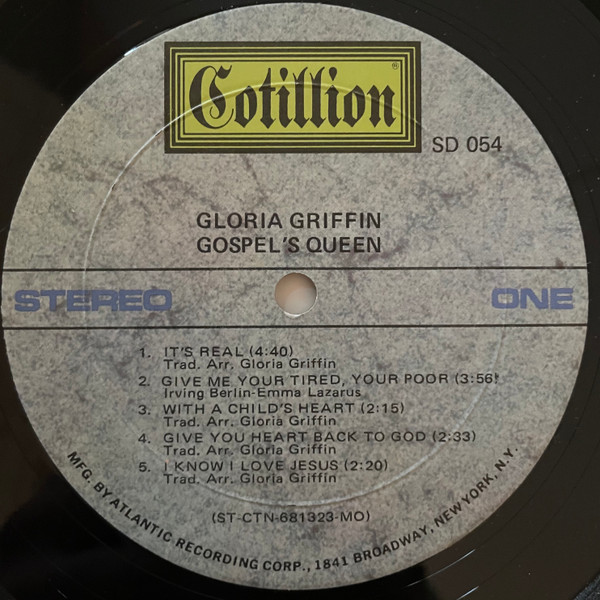 Cotillion®
SD 054
GLORIA GRIFFIN
GOSPEL'S QUEEN
STEREO
ONE
1. IT'S REAL (4:40)
Trad. Arr. Gloria Griffin
2. GIVE ME YOUR TIRED, YOUR POOR (3:56)
Irving Berlin-Emma Lazarus
3. WITH A CHILD'S HEART (2:15)
Trad. Arr. Gloria Griffin
4. GIVE YOU HEART BACK TO GOD (2:33)
Trad. Arr. Gloria Griffin
5. I KNOW I LOVE JESUS (2:20)
Trad. Arr. Gloria Griffin
(ST-CTN-681323-MO)
MFG. BY ATLANTIC RECORDING CORP., 1841 BROADWAY, NEW YORK, N.Y.